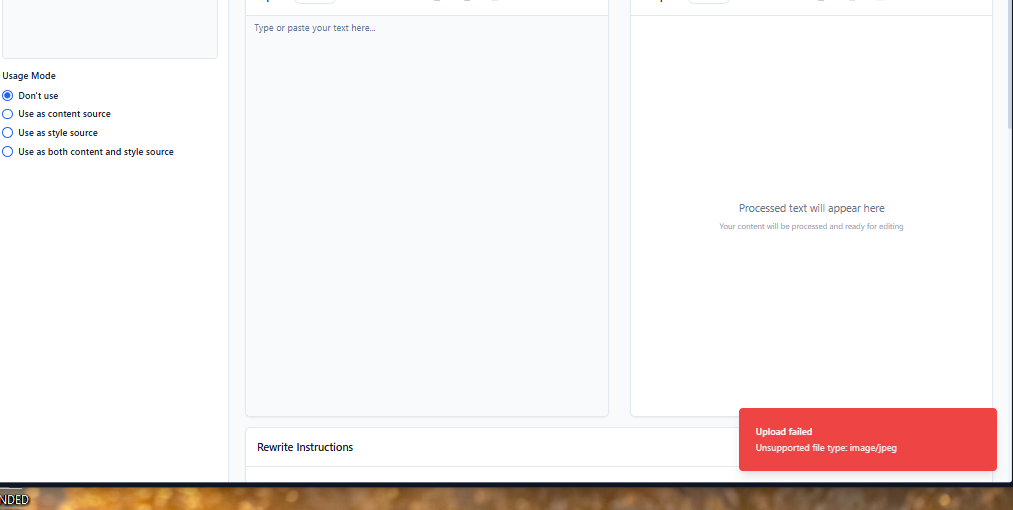 Type or paste your text here...
Usage Mode
Don't use
Use as content source
Use as style source
Use as both content and style source
Processed text will appear here
Your content will be processed and ready for editing
Rewrite Instructions
Upload failed
Unsupported file type: image/jpeg
NDED